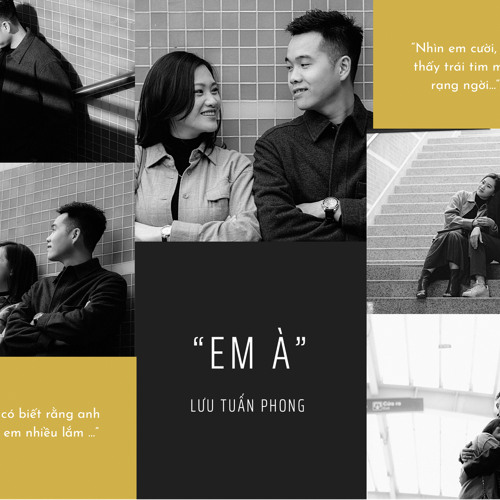 “Nhìn em cười,
thấy trái tim m
rạng ngời...”
“EM À”
LƯU TUẤN PHONG
có biết rằng anh
em nhiều lắm ...”